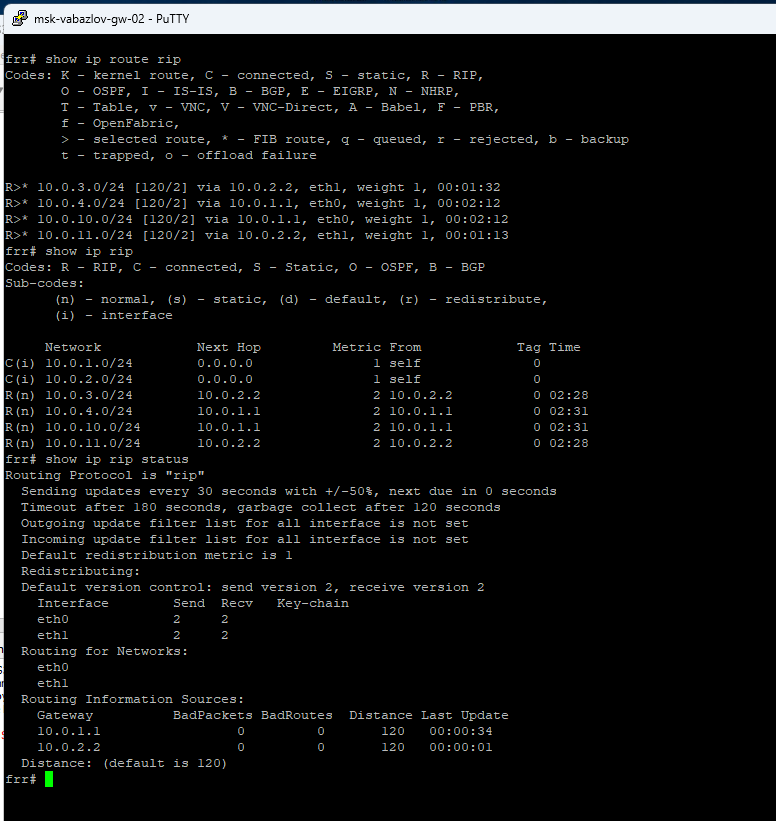 msk-vabazlov-gw-02 - PuTTY
frr# show ip route rip
Codes: K - kernel route, C - connected, S - static, R - RIP,
       O - OSPF, I - IS-IS, B - BGP, E - EIGRP, N - NHRP,
       T - Table, v - VNC, V - VNC-Direct, A - Babel, F - PBR,
       f - OpenFabric,
       > - selected route, * - FIB route, q - queued, r - rejected, b - backup
       t - trapped, o - offload failure
R>* 10.0.3.0/24 [120/2] via 10.0.2.2, eth1, weight 1, 00:01:32
R>* 10.0.4.0/24 [120/2] via 10.0.1.1, eth0, weight 1, 00:02:12
R>* 10.0.10.0/24 [120/2] via 10.0.1.1, eth0, weight 1, 00:02:12
R>* 10.0.11.0/24 [120/2] via 10.0.2.2, eth1, weight 1, 00:01:13
frr# show ip rip
Codes: R - RIP, C - connected, S - Static, O - OSPF, B - BGP
Sub-codes:
      (n) - normal, (s) - static, (d) - default, (r) - redistribute,
      (i) - interface
     Network            Next Hop         Metric From            Tag Time
C(i) 10.0.1.0/24        0.0.0.0               1 self              0
C(i) 10.0.2.0/24        0.0.0.0               1 self              0
R(n) 10.0.3.0/24        10.0.2.2              2 10.0.2.2          0 02:28
R(n) 10.0.4.0/24        10.0.1.1              2 10.0.1.1          0 02:31
R(n) 10.0.10.0/24       10.0.1.1              2 10.0.1.1          0 02:31
R(n) 10.0.11.0/24       10.0.2.2              2 10.0.2.2          0 02:28
frr# show ip rip status
Routing Protocol is "rip"
  Sending updates every 30 seconds with +/-50%, next due in 0 seconds
  Timeout after 180 seconds, garbage collect after 120 seconds
  Outgoing update filter list for all interface is not set
  Incoming update filter list for all interface is not set
  Default redistribution metric is 1
  Redistributing:
  Default version control: send version 2, receive version 2
    Interface        Send  Recv   Key-chain
    eth0             2     2
    eth1             2     2
  Routing for Networks:
    eth0
    eth1
  Routing Information Sources:
    Gateway          BadPackets BadRoutes  Distance Last Update
    10.0.1.1                 0         0       120   00:00:34
    10.0.2.2                 0         0       120   00:00:01
  Distance: (default is 120)
frr#